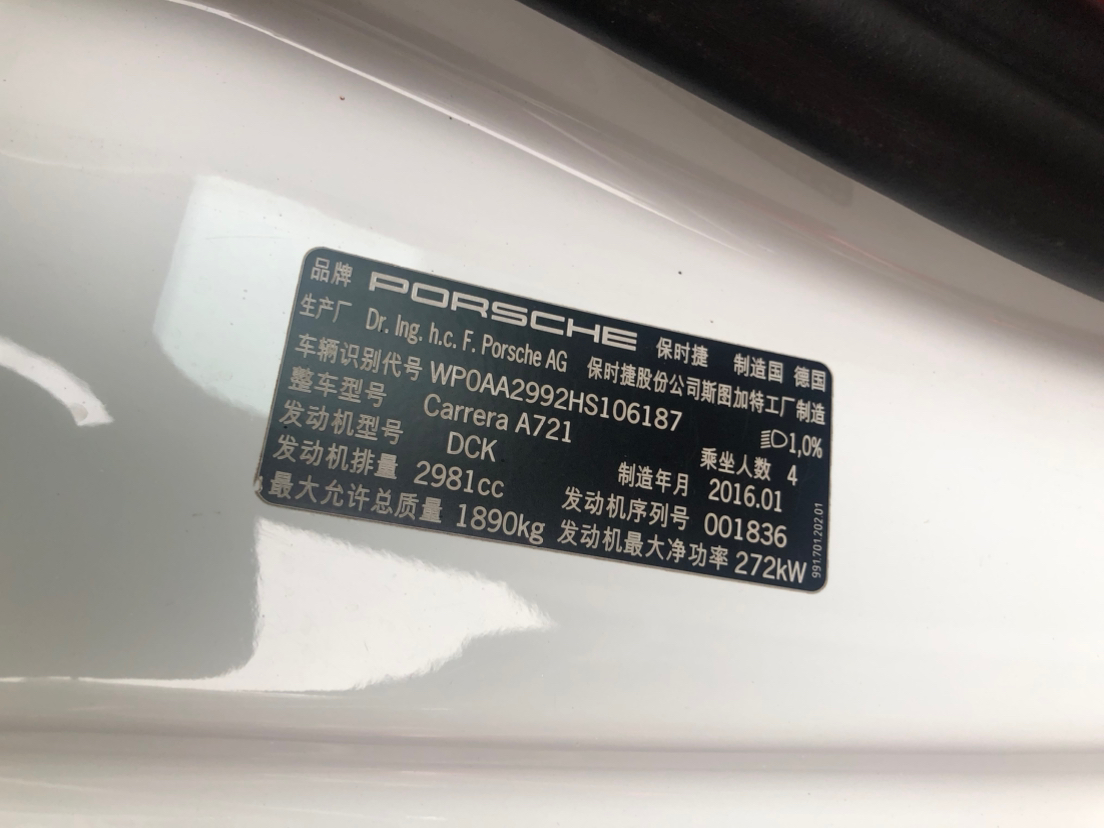 品牌 PORSCHE 保时捷 制造国 德国
生产厂 Dr. Ing. h.c. F. Porsche AG 保时捷股份公司斯图加特工厂制造
车辆识别代号 WP0AA2992HS106187 1,0%
整车型号 Carrera A721 乘坐人数 4
发动机型号 DCK 制造年月 2016.01
发动机排量 2981cc 发动机序列号 001836
最大允许总质量 1890kg 发动机最大净功率 272kW
991.701.202.01